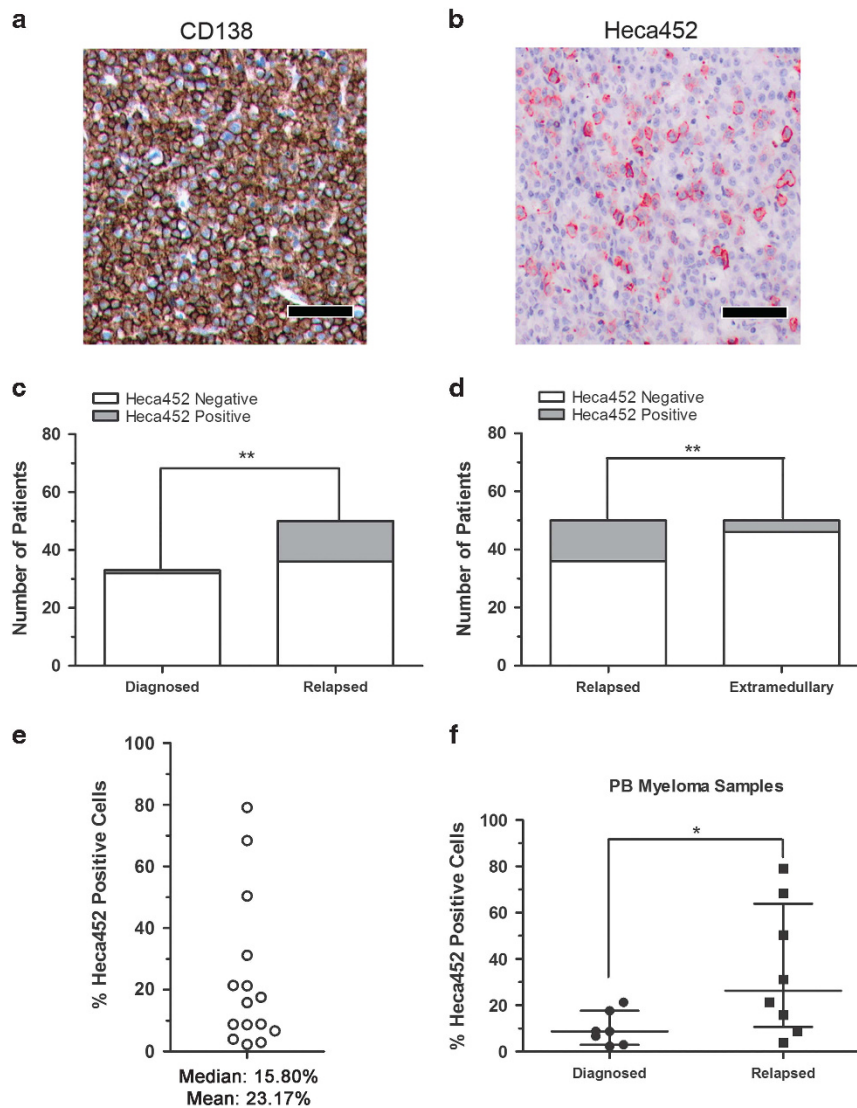 a
CD138
b
Heca452
c
Heca452 Negative
Heca452 Positive
Number of Patients
80
60
40
20
0
**
Diagnosed
Relapsed
d
Heca452 Negative
Heca452 Positive
Number of Patients
80
60
40
20
0
**
Relapsed
Extramedullary
e
% Heca452 Positive Cells
100
80
60
40
20
0
Median: 15.80%
Mean: 23.17%
f
PB Myeloma Samples
% Heca452 Positive Cells
100
80
60
40
20
0
*
Diagnosed
Relapsed